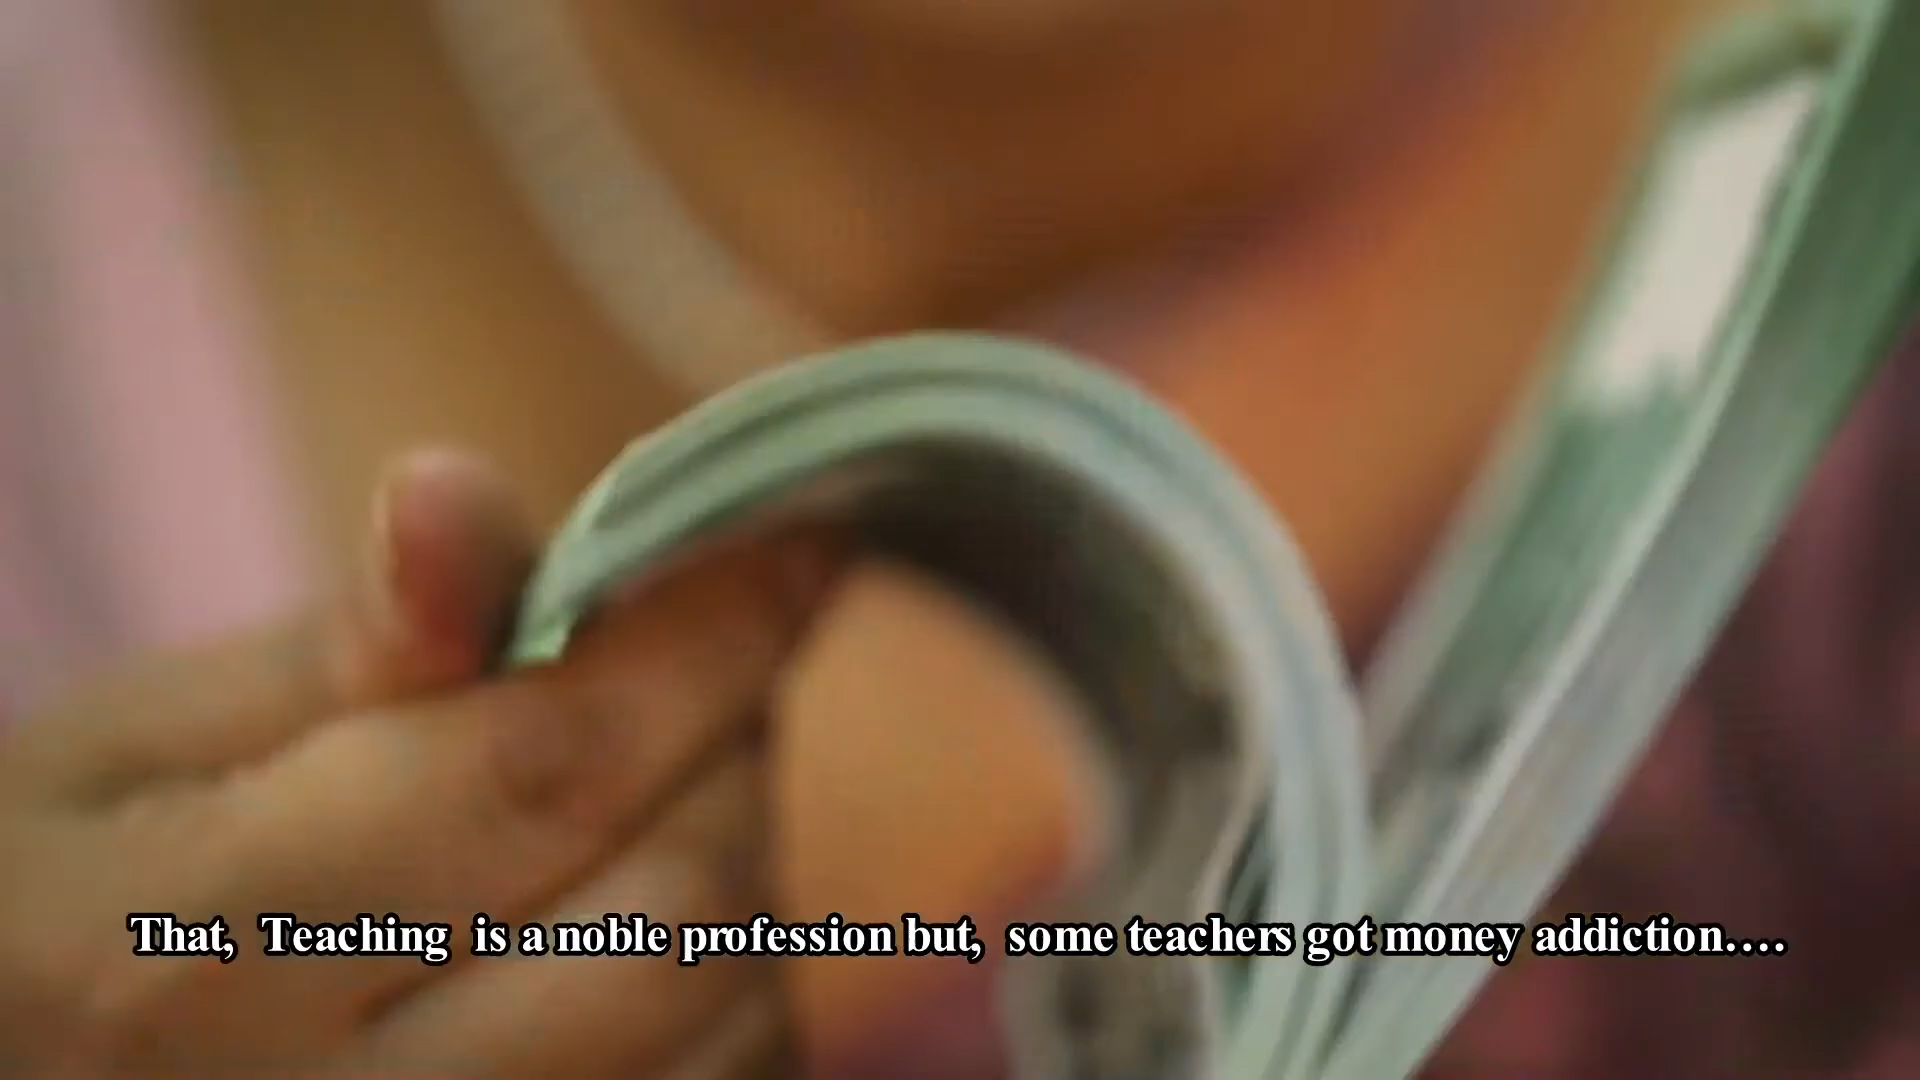 That, Teaching is a noble profession but, some teachers got money addiction....